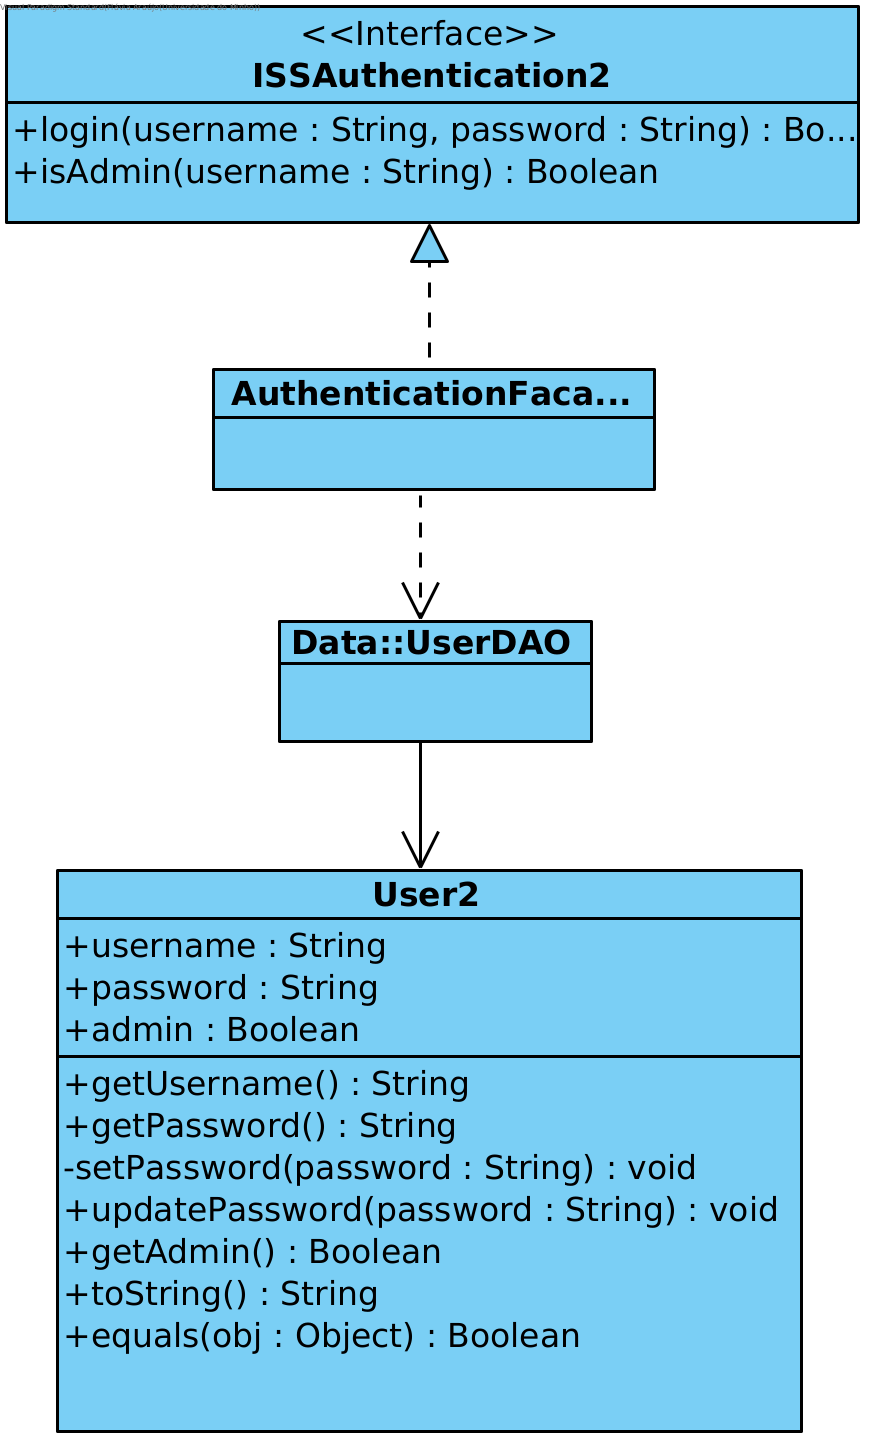 <<Interface>>
ISSAuthentication2
+login(username : String, password : String) : Bo...
+isAdmin(username : String) : Boolean
AuthenticationFaca...
Data::UserDAO
User2
+username : String
+password : String
+admin : Boolean
+getUsername() : String
+getPassword() : String
-setPassword(password : String) : void
+updatePassword(password : String) : void
+getAdmin() : Boolean
+toString() : String
+equals(obj : Object) : Boolean